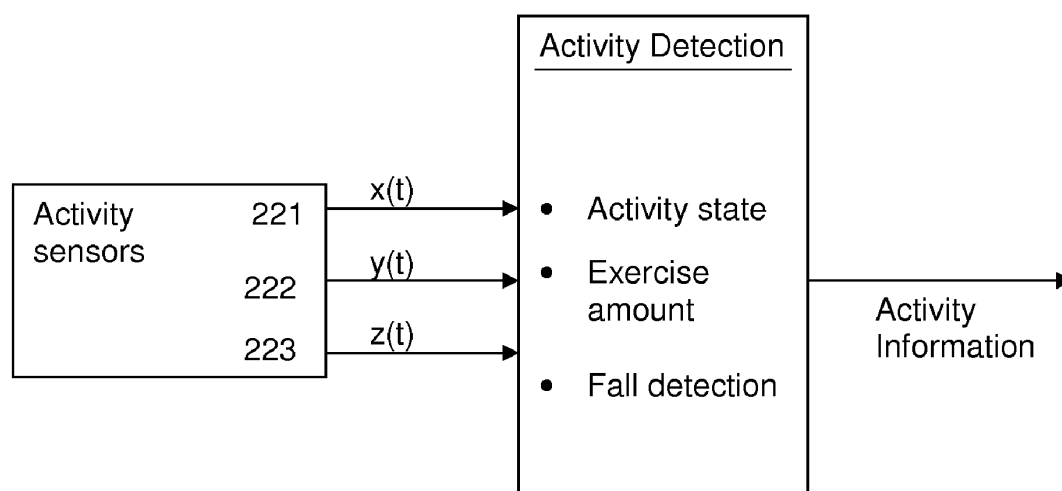 Activity Detection
Activity
sensors
221
222
223
x(t)
y(t)
z(t)
• Activity state
• Exercise
amount
• Fall detection
Activity
Information